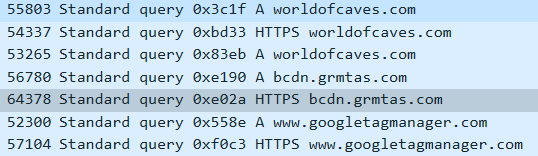 55803 Standard query 0x3c1f A worldofcaves.com
54337 Standard query 0xbd33 HTTPS worldofcaves.com
53265 Standard query 0x83eb A worldofcaves.com
56780 Standard query 0xe190 A bcdn.grmtas.com
64378 Standard query 0xe02a HTTPS bcdn.grmtas.com
52300 Standard query 0x558e A www.googletagmanager.com
57104 Standard query 0xf0c3 HTTPS www.googletagmanager.com